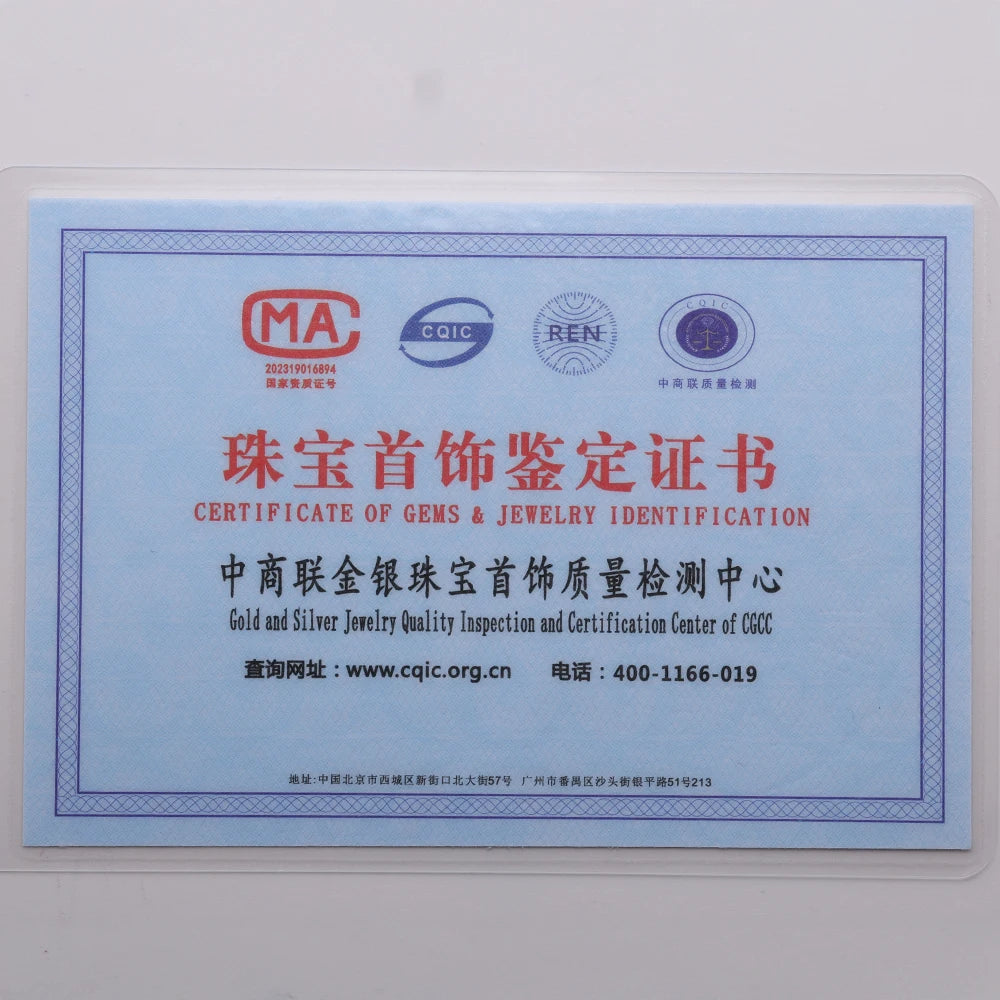 MA
202319016894
国家资质证号
CQIC
REN
CQIC
中商联质量检测
珠宝首饰鉴定证书
CERTIFICATE OF GEMS & JEWELRY IDENTIFICATION
中商联金银珠宝首饰质量检测中心
Gold and Silver Jewelry Quality Inspection and Certification Center of CGCC
查询网址：www.cqic.org.cn 电话：400-1166-019
地址:中国北京市西城区新街口北大街57号 广州市番禺区沙头街银平路51号213